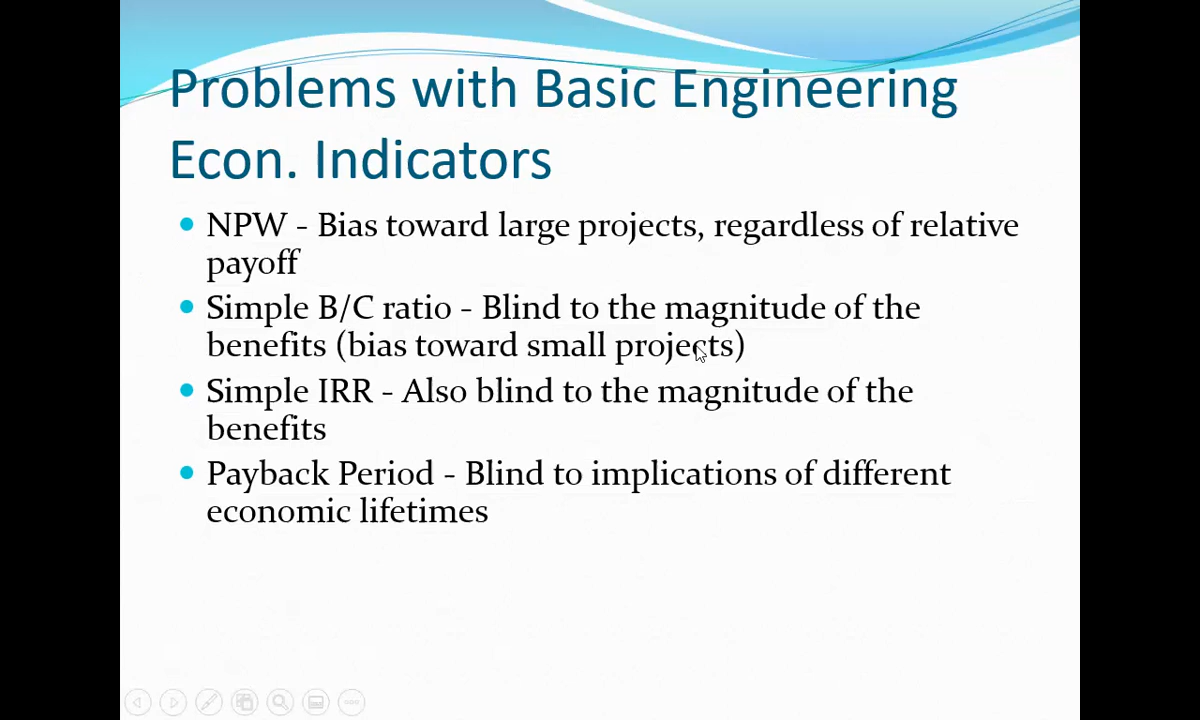 Problems with Basic Engineering
Econ. Indicators
NPW - Bias toward large projects, regardless of relative
payoff
Simple B/C ratio - Blind to the magnitude of the
benefits (bias toward small projects)
Simple IRR - Also blind to the magnitude of the
benefits
Payback Period - Blind to implications of different
economic lifetimes